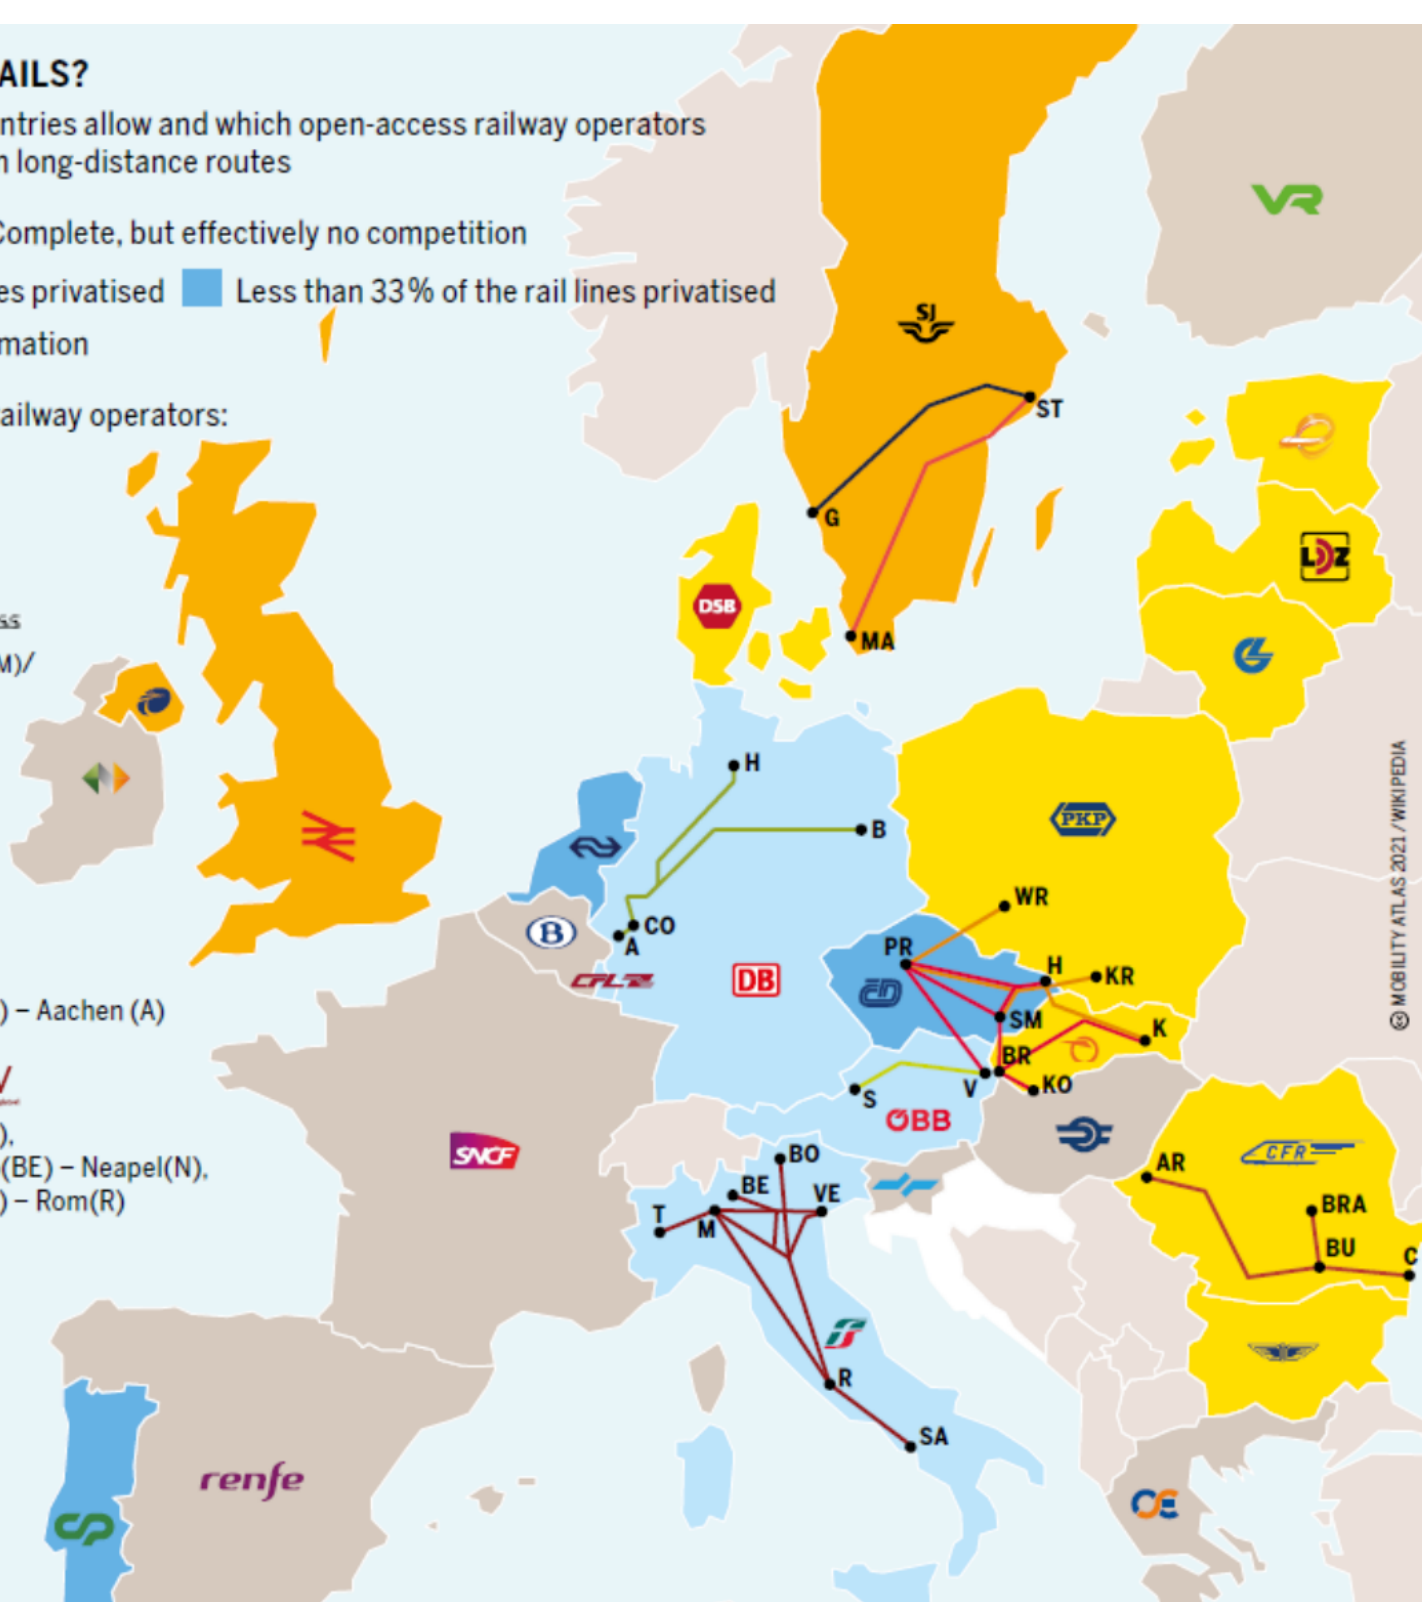 AILS?
ntries allow and which open-access railway operators
n long-distance routes
Complete, but effectively no competition
es privatised
Less than 33% of the rail lines privatised
mation
ailway operators:
ss
M)/
) – Aachen (A)
V
),
(BE) – Neapel(N),
) – Rom(R)
VR
SJ
ST
G
MA
DSB
LDZ
H
B
CO
A
B
CFL
DB
PKP
WR
PR
H
KR
ČD
SM
K
BR
V
KO
S
ÖBB
SNCF
BO
BE
VE
T
M
R
SA
AR
CFR
BRA
BU
C
renfe
cp
OE
© MOBILITY ATLAS 2021 / WIKIPEDIA